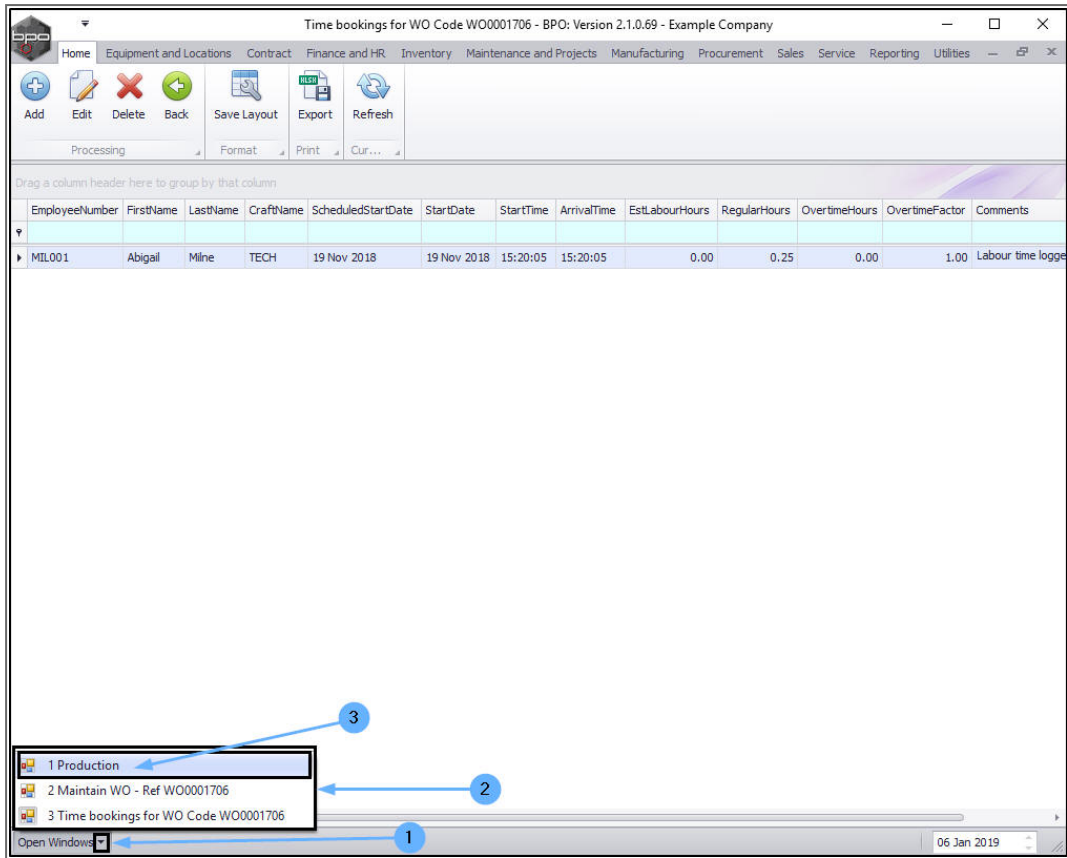 Time bookings for WO Code WO0001706 - BPO: Version 2.1.0.69 - Example Company
bpo
Home Equipment and Locations Contract Finance and HR Inventory Maintenance and Projects Manufacturing Procurement Sales Service Reporting Utilities
XLSX
Add Edit Delete Back Save Layout Export Refresh
Processing Format Print Cur...
Drag a column header here to group by that column
EmployeeNumber FirstName LastName CraftName ScheduledStartDate StartDate StartTime ArrivalTime EstLabourHours RegularHours OvertimeHours OvertimeFactor Comments
MIL001 Abigail Milne TECH 19 Nov 2018 19 Nov 2018 15:20:05 15:20:05 0.00 0.25 0.00 1.00 Labour time logge
3
1 Production
2 Maintain WO - Ref WO0001706
2
3 Time bookings for WO Code WO0001706
1
Open Windows 06 Jan 2019